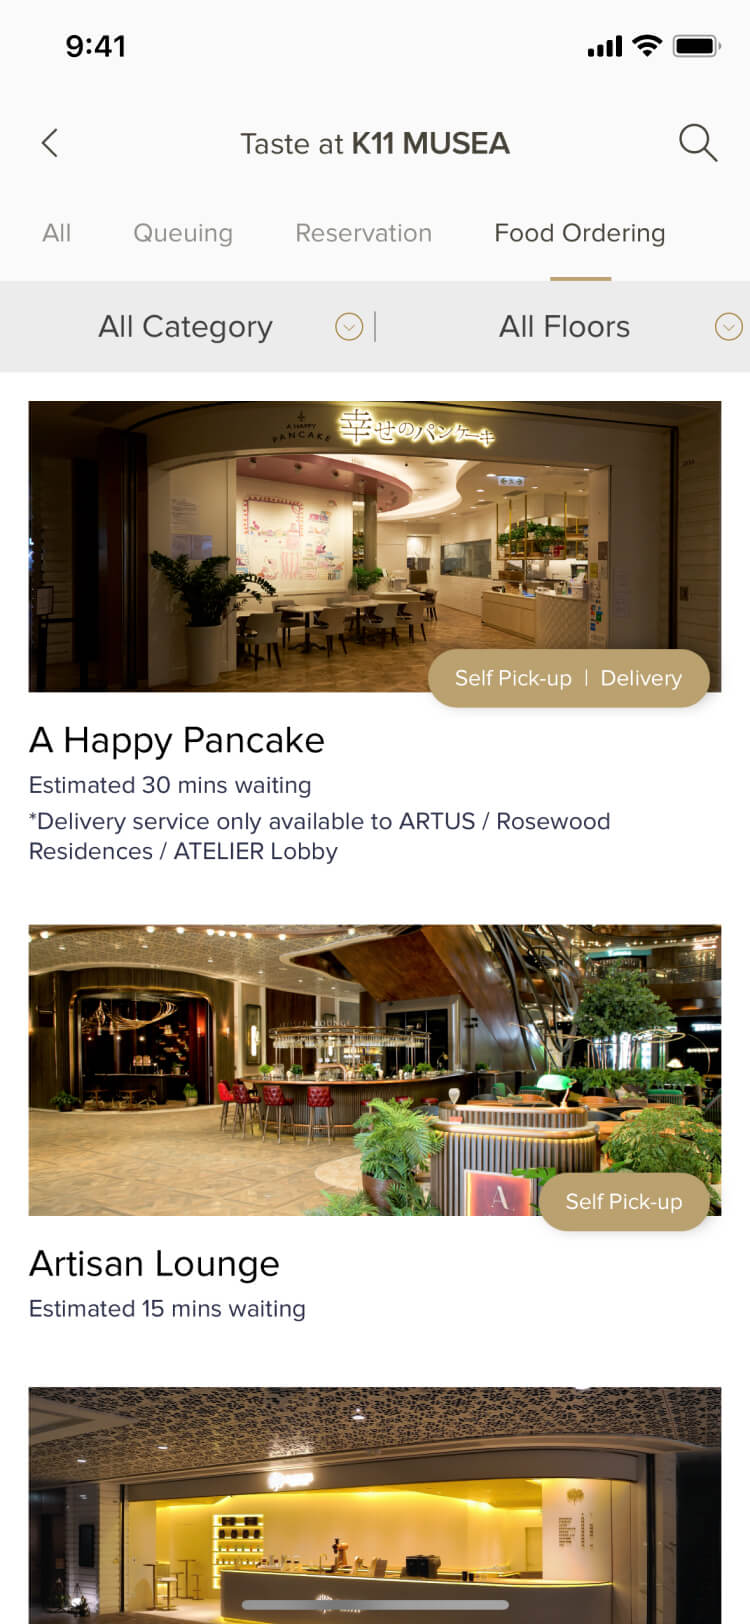 9:41
Taste at K11 MUSEA
All
Queuing
Reservation
Food Ordering
All Category
All Floors
A HAPPY
PANCAKE
幸せのパンケーキ
Self Pick-up | Delivery
A Happy Pancake
Estimated 30 mins waiting
*Delivery service only available to ARTUS / Rosewood
Residences / ATELIER Lobby
LOUNGE
A
Self Pick-up
Artisan Lounge
Estimated 15 mins waiting